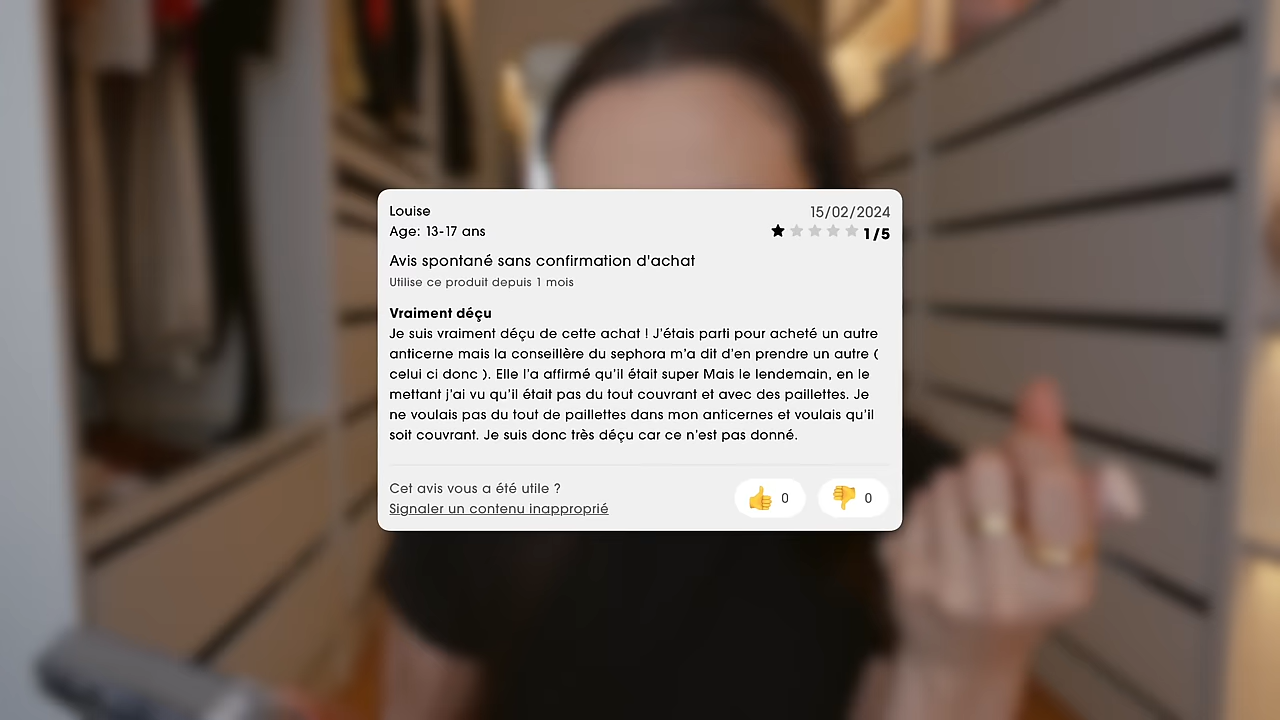 Louise
15/02/2024
Age: 13-17 ans
1/5
Avis spontané sans confirmation d'achat
Utilise ce produit depuis 1 mois
Vraiment déçu
Je suis vraiment déçu de cette achat ! J'étais parti pour acheté un autre
anticerne mais la conseillère du sephora m'a dit d'en prendre un autre (
celui ci donc ). Elle l'a affirmé qu'il était super Mais le lendemain, en le
mettant j'ai vu qu'il était pas du tout couvrant et avec des paillettes. Je
ne voulais pas du tout de paillettes dans mon anticernes et voulais qu'il
soit couvrant. Je suis donc très déçu car ce n'est pas donné.
Cet avis vous a été utile ?
0
0
Signaler un contenu inapproprié